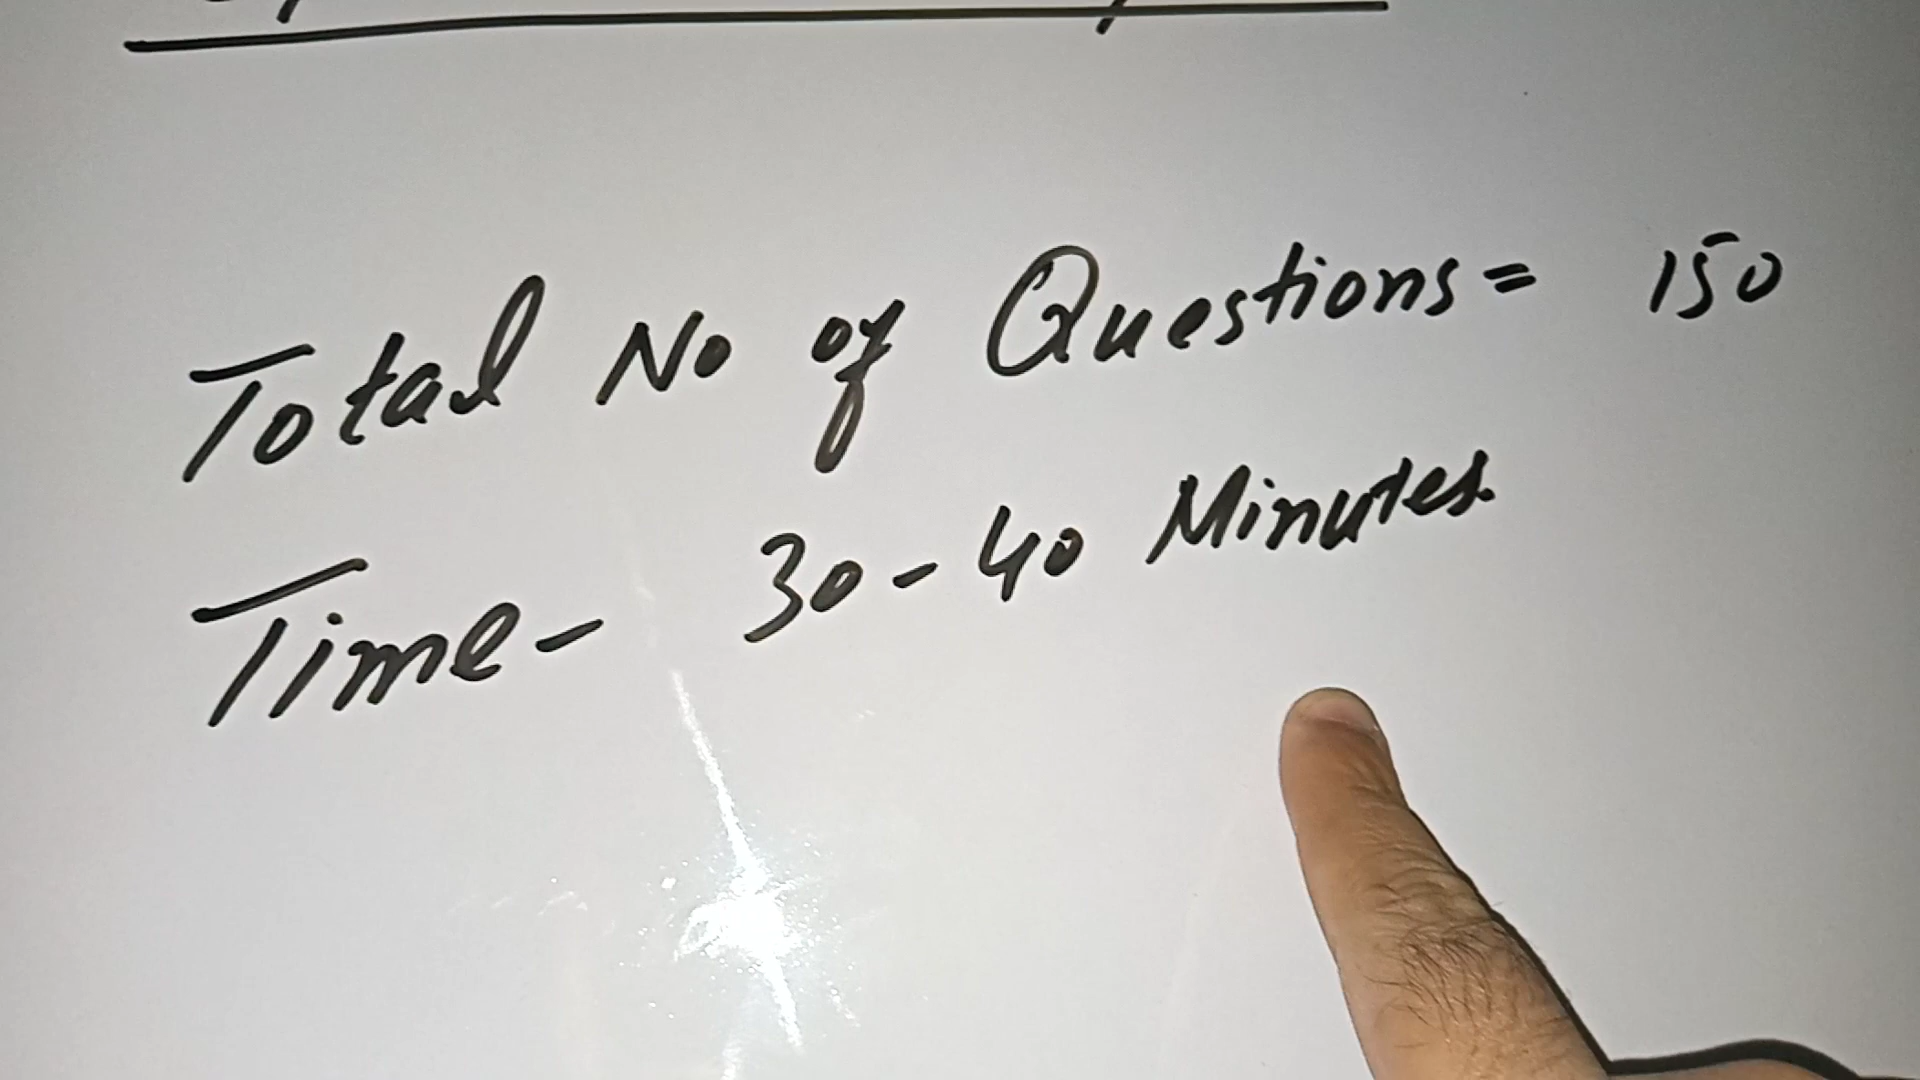 Total No of Questions = 150
Time - 30-40 Minutes.